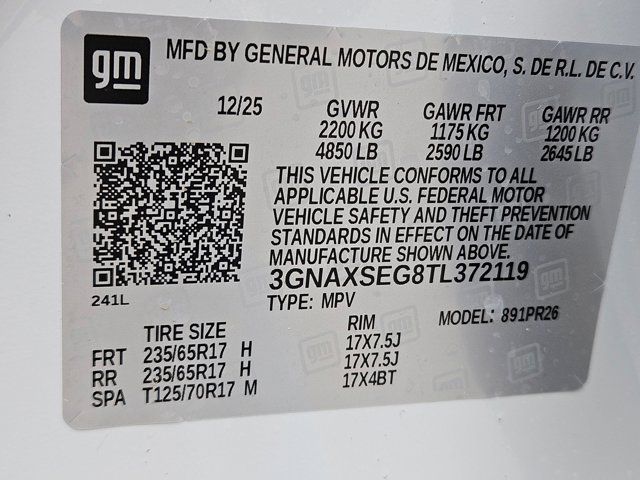 gm
MFD BY GENERAL MOTORS DE MEXICO, S. DE R.L. DE C.V.
12/25 GVWR GAWR FRT GAWR RR
2200 KG 1175 KG 1200 KG
4850 LB 2590 LB 2645 LB
THIS VEHICLE CONFORMS TO ALL
APPLICABLE U.S. FEDERAL MOTOR
VEHICLE SAFETY AND THEFT PREVENTION
STANDARDS IN EFFECT ON THE DATE OF
MANUFACTURE SHOWN ABOVE.
3GNAXSEG8TL372119
241L
TYPE: MPV
MODEL: 891PR26
TIRE SIZE RIM
FRT 235/65R17 H 17X7.5J
RR 235/65R17 H 17X7.5J
SPA T125/70R17 M 17X4BT